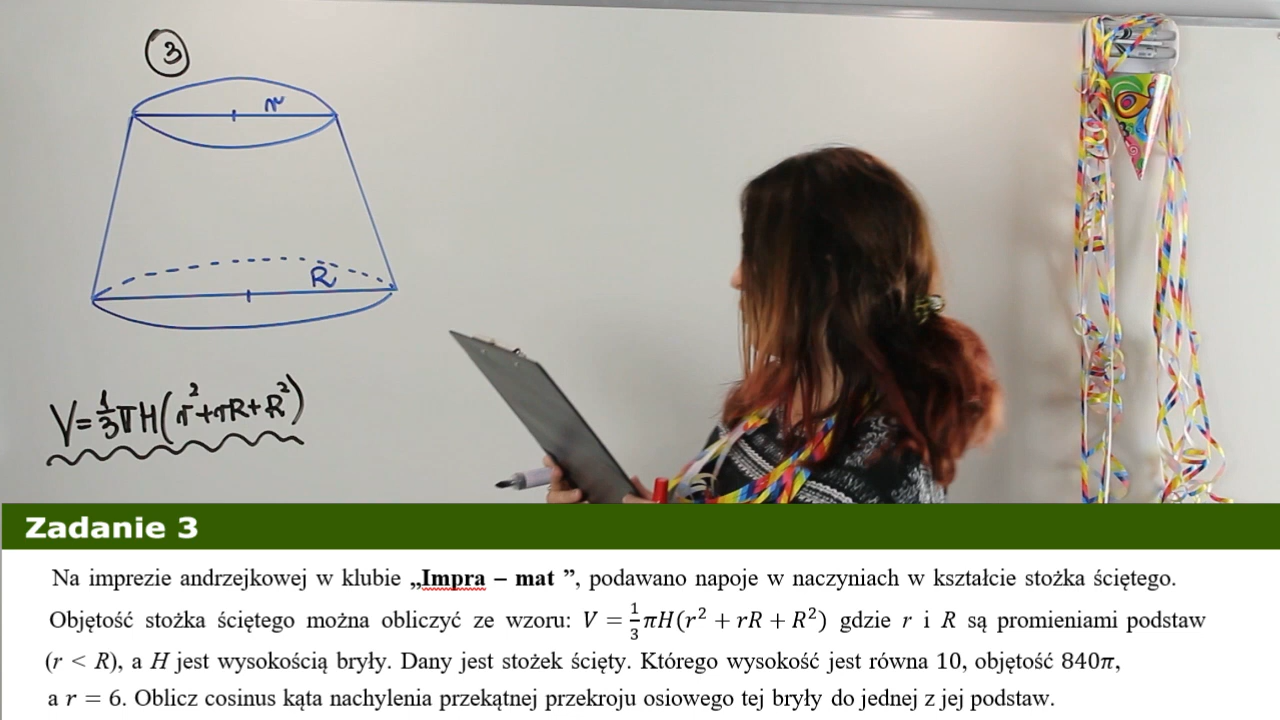 3
r
R
V=⅓πH(r²+rR+R²)
Zadanie 3
Na imprezie andrzejkowej w klubie „Impra – mat ”, podawano napoje w naczyniach w kształcie stożka ściętego.
Objętość stożka ściętego można obliczyć ze wzoru: V = ⅓πH(r² + rR + R²) gdzie r i R są promieniami podstaw
(r < R), a H jest wysokością bryły. Dany jest stożek ścięty. Którego wysokość jest równa 10, objętość 840π,
a r = 6. Oblicz cosinus kąta nachylenia przekątnej przekroju osiowego tej bryły do jednej z jej podstaw.